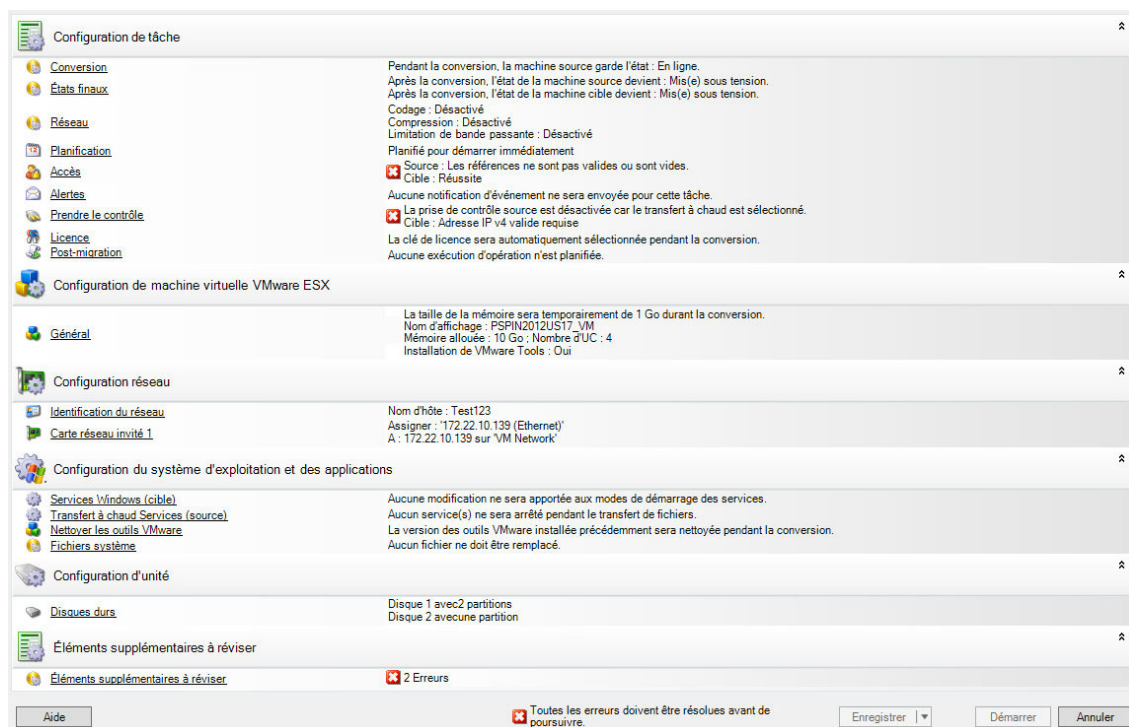 Configuration de tâche
Conversion
Pendant la conversion, la machine source garde l'état : En ligne.
États finaux
Après la conversion, l'état de la machine source devient : Mis(e) sous tension.
Après la conversion, l'état de la machine cible devient : Mis(e) sous tension.
Réseau
Codage : Désactivé
Compression : Désactivé
Limitation de bande passante : Désactivé
12
Planification
Planifié pour démarrer immédiatement
Accès
Source : Les références ne sont pas valides ou sont vides.
Cible : Réussite
Alertes
Aucune notification d'événement ne sera envoyée pour cette tâche.
Prendre le contrôle
La prise de contrôle source est désactivée car le transfert à chaud est sélectionné.
Cible : Adresse IP v4 valide requise
Licence
La clé de licence sera automatiquement sélectionnée pendant la conversion.
Post-migration
Aucune exécution d'opération n'est planifiée.
Configuration de machine virtuelle VMware ESX
Général
La taille de la mémoire sera temporairement de 1 Go durant la conversion.
Nom d'affichage : PSPIN2012US17_VM
Mémoire allouée : 10 Go ; Nombre d'UC : 4
Installation de VMware Tools : Oui
Configuration réseau
Identification du réseau
Nom d'hôte : Test123
Carte réseau invité 1
Assigner : '172.22.10.139 (Ethernet)'
A : 172.22.10.139 sur 'VM Network'
Configuration du système d'exploitation et des applications
Services Windows (cible)
Aucune modification ne sera apportée aux modes de démarrage des services.
Transfert à chaud Services (source)
Aucun service(s) ne sera arrêté pendant le transfert de fichiers.
Nettoyer les outils VMware
La version des outils VMware installée précédemment sera nettoyée pendant la conversion.
Fichiers système
Aucun fichier ne doit être remplacé.
Configuration d'unité
Disques durs
Disque 1 avec2 partitions
Disque 2 avecune partition
Éléments supplémentaires à réviser
Éléments supplémentaires à réviser
2 Erreurs
Aide
Toutes les erreurs doivent être résolues avant de
poursuivre.
Enregistrer
Démarrer
Annuler